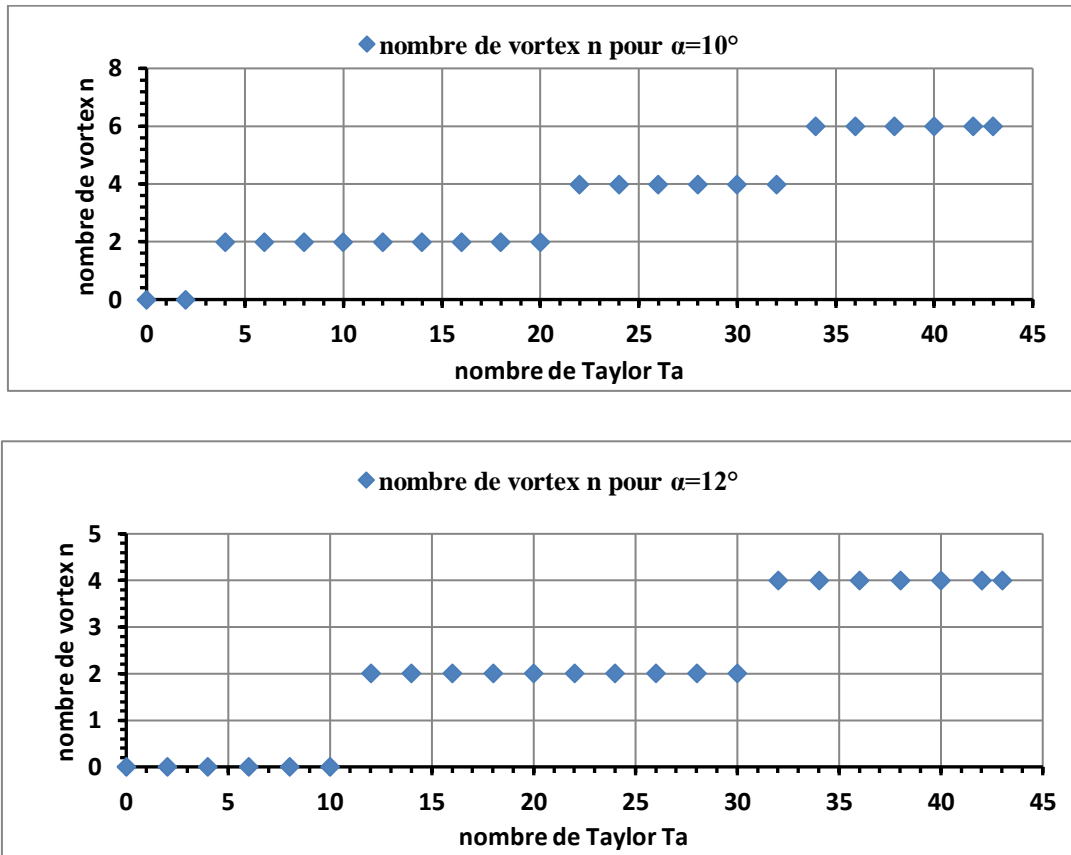 nombre de vortex n pour α=10°
nombre de vortex n
8
6
4
2
0
0 5 10 15 20 25 30 35 40 45
nombre de Taylor Ta
nombre de vortex n pour α=12°
nombre de vortex n
5
4
3
2
1
0
0 5 10 15 20 25 30 35 40 45
nombre de Taylor Ta